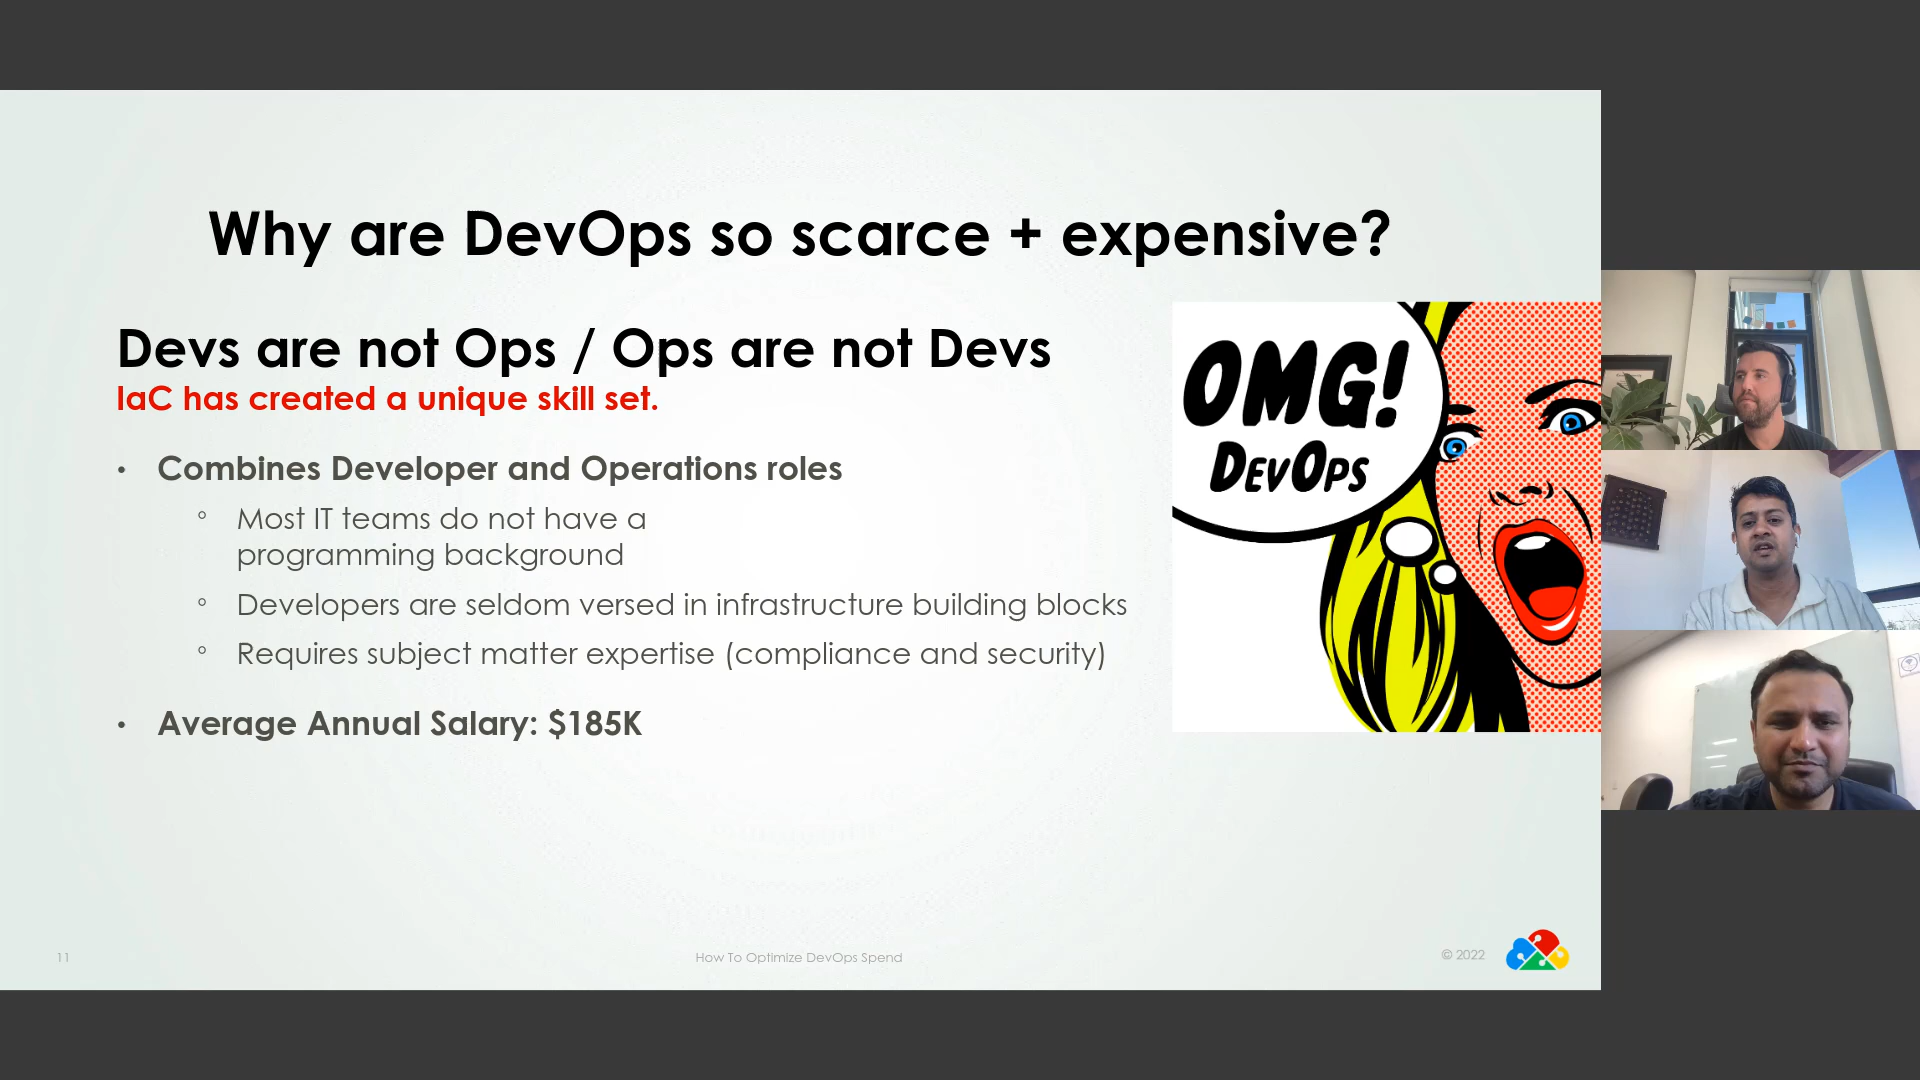 Why are DevOps so scarce + expensive?
Devs are not Ops / Ops are not Devs
IaC has created a unique skill set.
• Combines Developer and Operations roles
° Most IT teams do not have a
programming background
° Developers are seldom versed in infrastructure building blocks
° Requires subject matter expertise (compliance and security)
• Average Annual Salary: $185K
OMG!
DEVOPS
11
How To Optimize DevOps Spend
© 2022